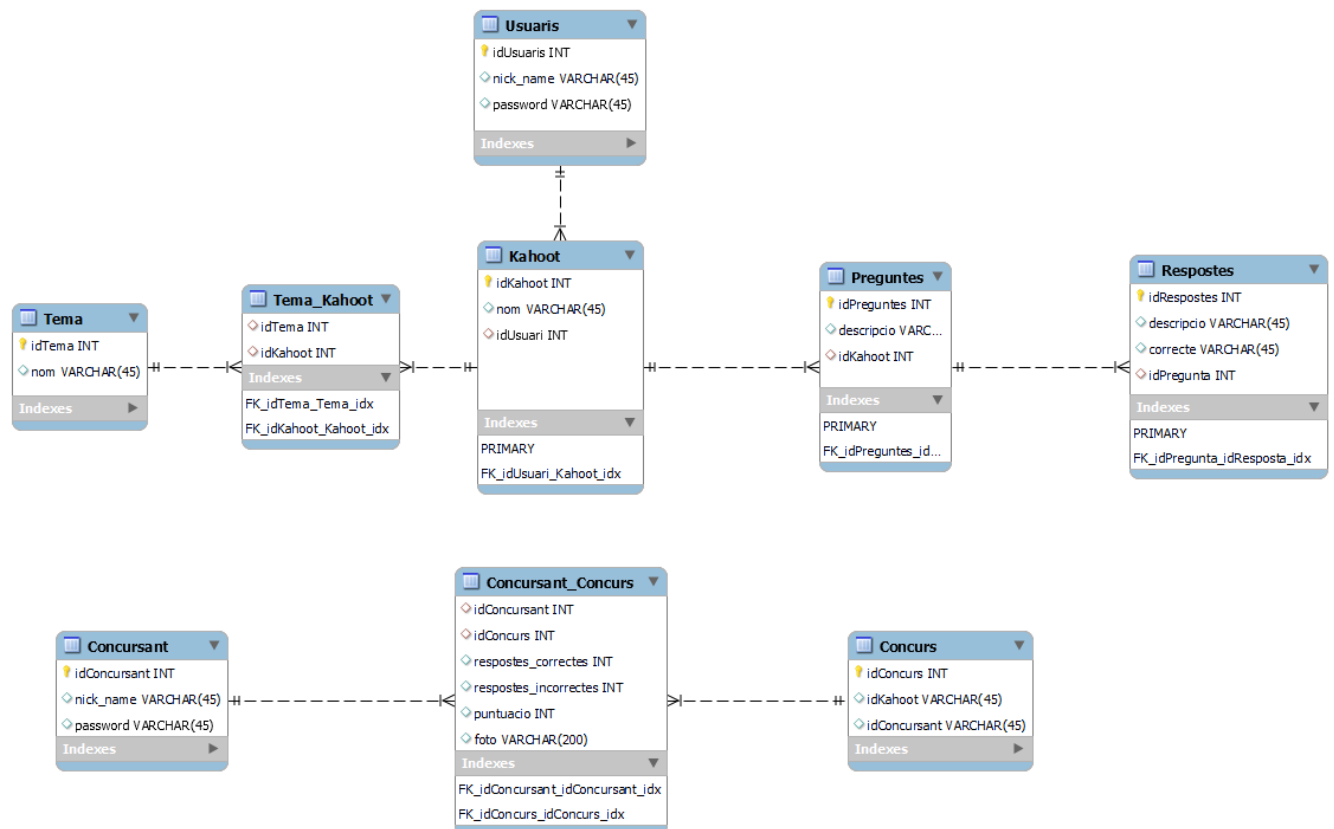 Usuaris
idUsuaris INT
nick_name VARCHAR(45)
password VARCHAR(45)
Indexes
Kahoot
idKahoot INT
nom VARCHAR(45)
idUsuari INT
Indexes
PRIMARY
FK_idUsuari_Kahoot_idx
Tema
idTema INT
nom VARCHAR(45)
Indexes
Tema_Kahoot
idTema INT
idKahoot INT
Indexes
FK_idTema_Tema_idx
FK_idKahoot_Kahoot_idx
Preguntes
idPreguntes INT
descripcio VARC...
idKahoot INT
Indexes
PRIMARY
FK_idPreguntes_id...
Respostes
idRespostes INT
descripcio VARCHAR(45)
correcte VARCHAR(45)
idPregunta INT
Indexes
PRIMARY
FK_idPregunta_idResposta_idx
Concursant
idConcursant INT
nick_name VARCHAR(45)
password VARCHAR(45)
Indexes
Concursant_Concurs
idConcursant INT
idConcurs INT
respostes_correctes INT
respostes_incorrectes INT
puntuacio INT
foto VARCHAR(200)
Indexes
FK_idConcursant_idConcursant_idx
FK_idConcurs_idConcurs_idx
Concurs
idConcurs INT
idKahoot VARCHAR(45)
idConcursant VARCHAR(45)
Indexes